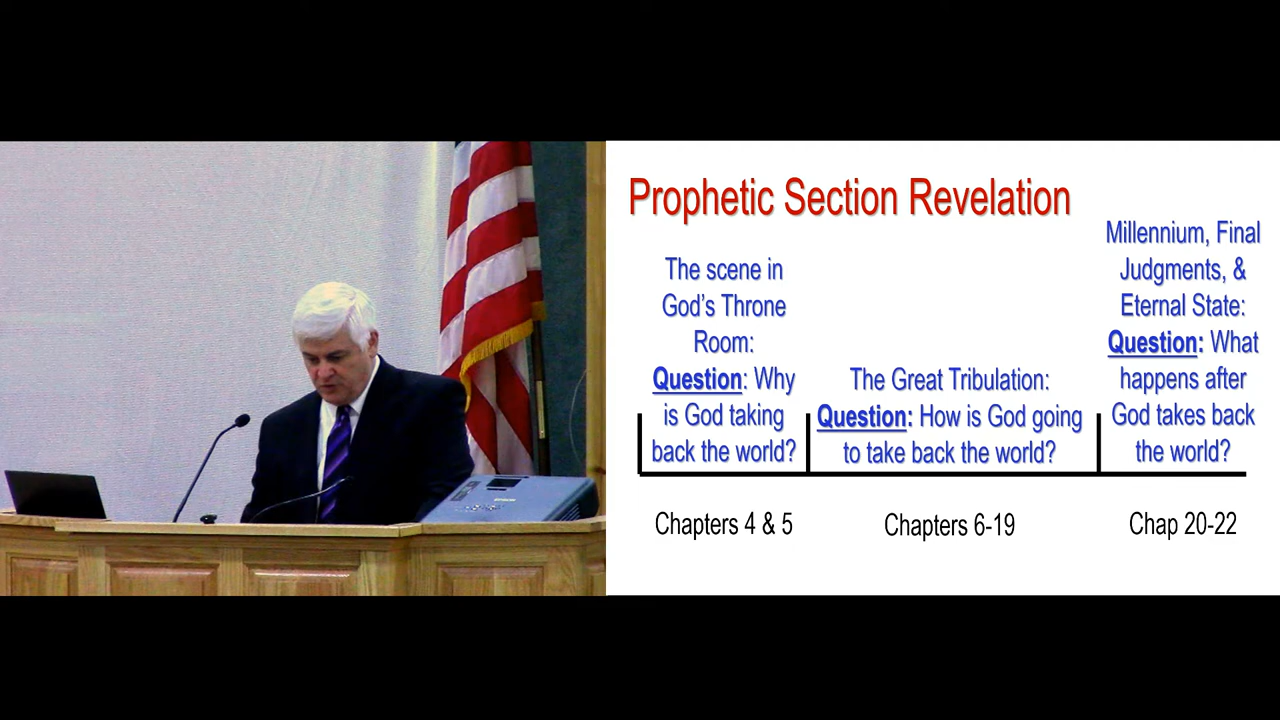 Prophetic Section Revelation
The scene in
God's Throne
Room:
Question: Why
is God taking
back the world?
The Great Tribulation:
Question: How is God going
to take back the world?
Millennium, Final
Judgments, &
Eternal State:
Question: What
happens after
God takes back
the world?
Chapters 4 & 5
Chapters 6-19
Chap 20-22